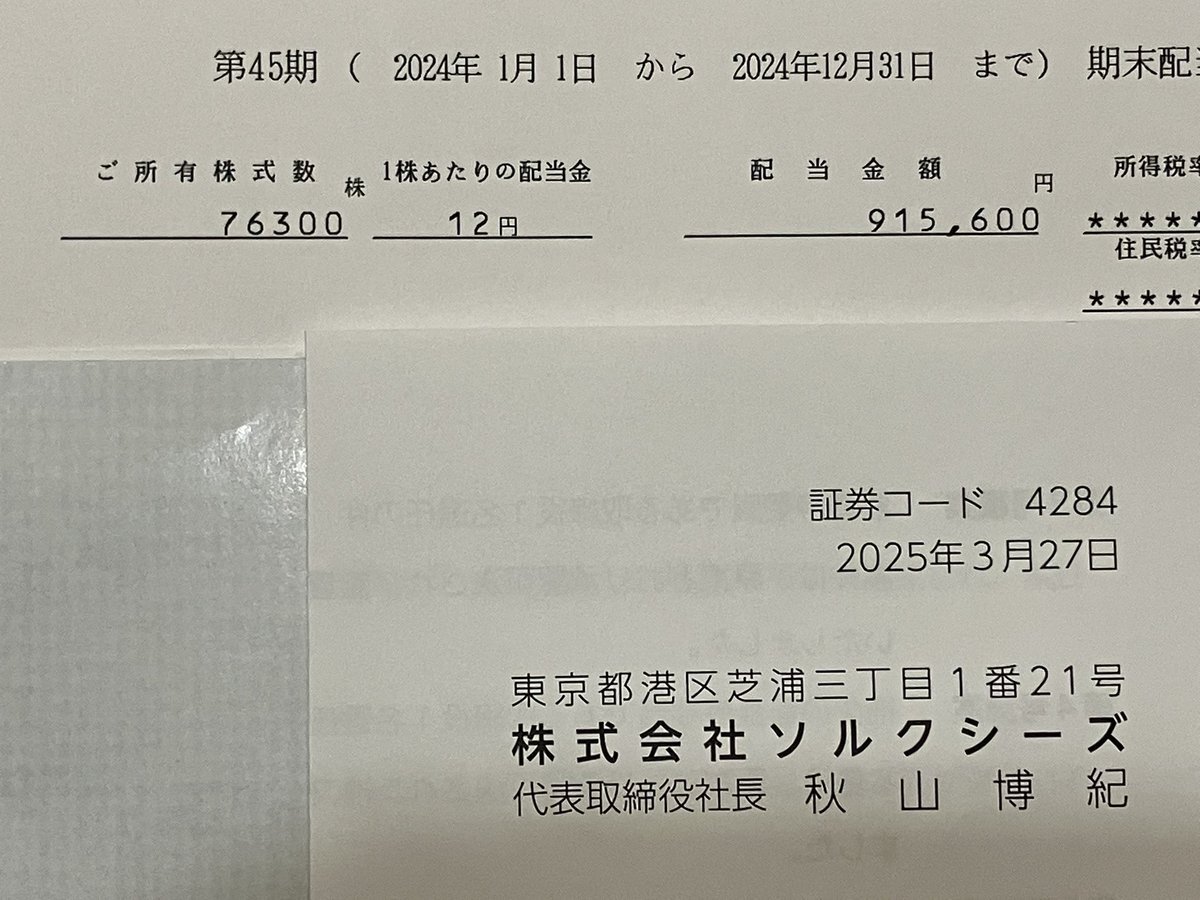 第45期 ( 2024年 1月 1日 から 2024年12月31日 まで) 期末配
ご所有株式数 株 1株あたりの配当金 配当金額 円 所得税率
76300 12円 915,600 *****
住民税率
*****
証券コード 4284
2025年3月27日
東京都港区芝浦三丁目1番21号
株式会社ソルクシーズ
代表取締役社長 秋山博紀